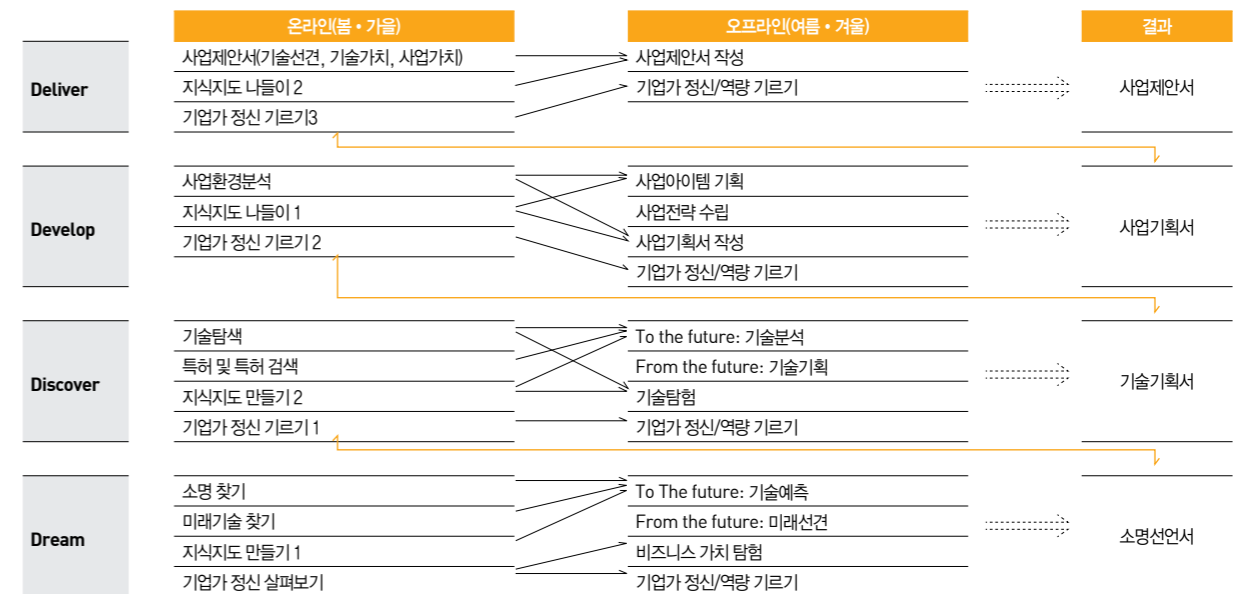 온라인(봄 • 가을) 오프라인(여름 • 겨울) 결과
Deliver
사업제안서(기술선견, 기술가치, 사업가치) 사업제안서 작성
지식지도 나들이 2 기업가 정신/역량 기르기 사업제안서
기업가 정신 기르기3
Develop
사업환경분석 사업아이템 기획
지식지도 나들이 1 사업전략 수립 사업기획서
기업가 정신 기르기 2 사업기획서 작성
기업가 정신/역량 기르기
Discover
기술탐색 To the future: 기술분석
특허 및 특허 검색 From the future: 기술기획 기술기획서
지식지도 만들기 2 기술탐험
기업가 정신 기르기 1 기업가 정신/역량 기르기
Dream
소명 찾기 To The future: 기술예측
미래기술 찾기 From the future: 미래선견 소명선언서
지식지도 만들기 1 비즈니스 가치 탐험
기업가 정신 살펴보기 기업가 정신/역량 기르기